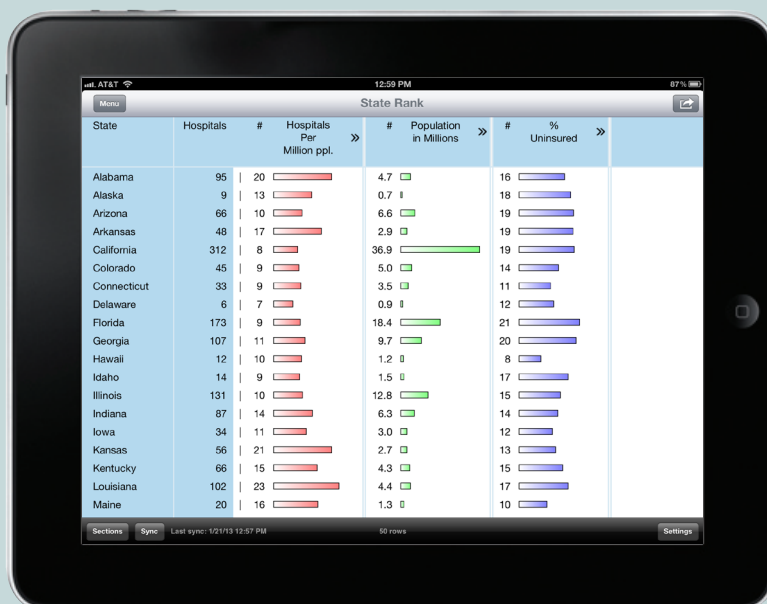 AT&T 12:59 PM 87%
Menu State Rank
State Hospitals # Hospitals Per Million ppl. » # Population in Millions » # % Uninsured »
Alabama 95 | 20 4.7 16
Alaska 9 | 13 0.7 18
Arizona 66 | 10 6.6 19
Arkansas 48 | 17 2.9 19
California 312 | 8 36.9 19
Colorado 45 | 9 5.0 14
Connecticut 33 | 9 3.5 11
Delaware 6 | 7 0.9 12
Florida 173 | 9 18.4 21
Georgia 107 | 11 9.7 20
Hawaii 12 | 10 1.2 8
Idaho 14 | 9 1.5 17
Illinois 131 | 10 12.8 15
Indiana 87 | 14 6.3 14
Iowa 34 | 11 3.0 12
Kansas 56 | 21 2.7 13
Kentucky 66 | 15 4.3 15
Louisiana 102 | 23 4.4 17
Maine 20 | 16 1.3 10
Sections Sync Last sync: 1/21/13 12:57 PM 50 rows Settings